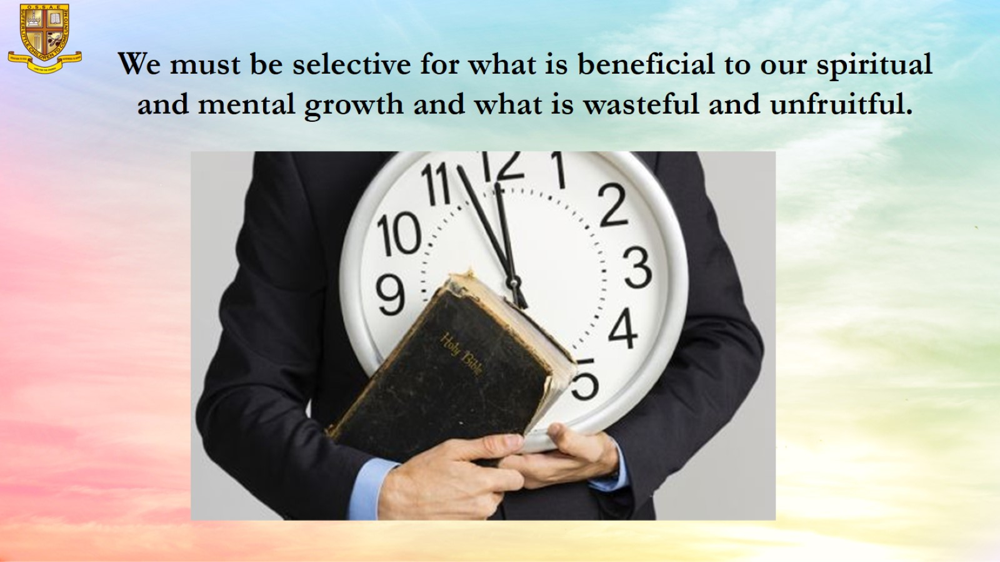 O.S.S.A.E
SUFFER LITTLE CHILDREN TO COME UNTO ME
We must be selective for what is beneficial to our spiritual
and mental growth and what is wasteful and unfruitful.
11 12 1
10 2
9 3
4
5
Holy Bible